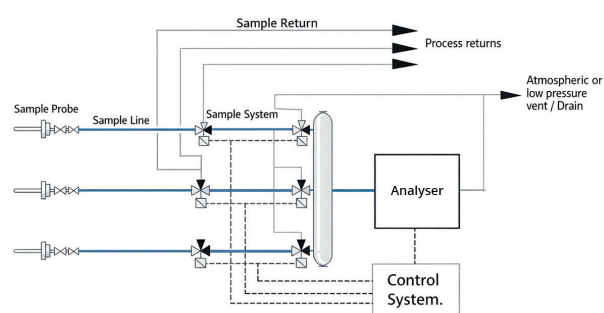 Sample Return
Process returns
Atmospheric or
low pressure
vent / Drain
Sample Probe
Sample Line
Sample System
Analyser
Control
System.